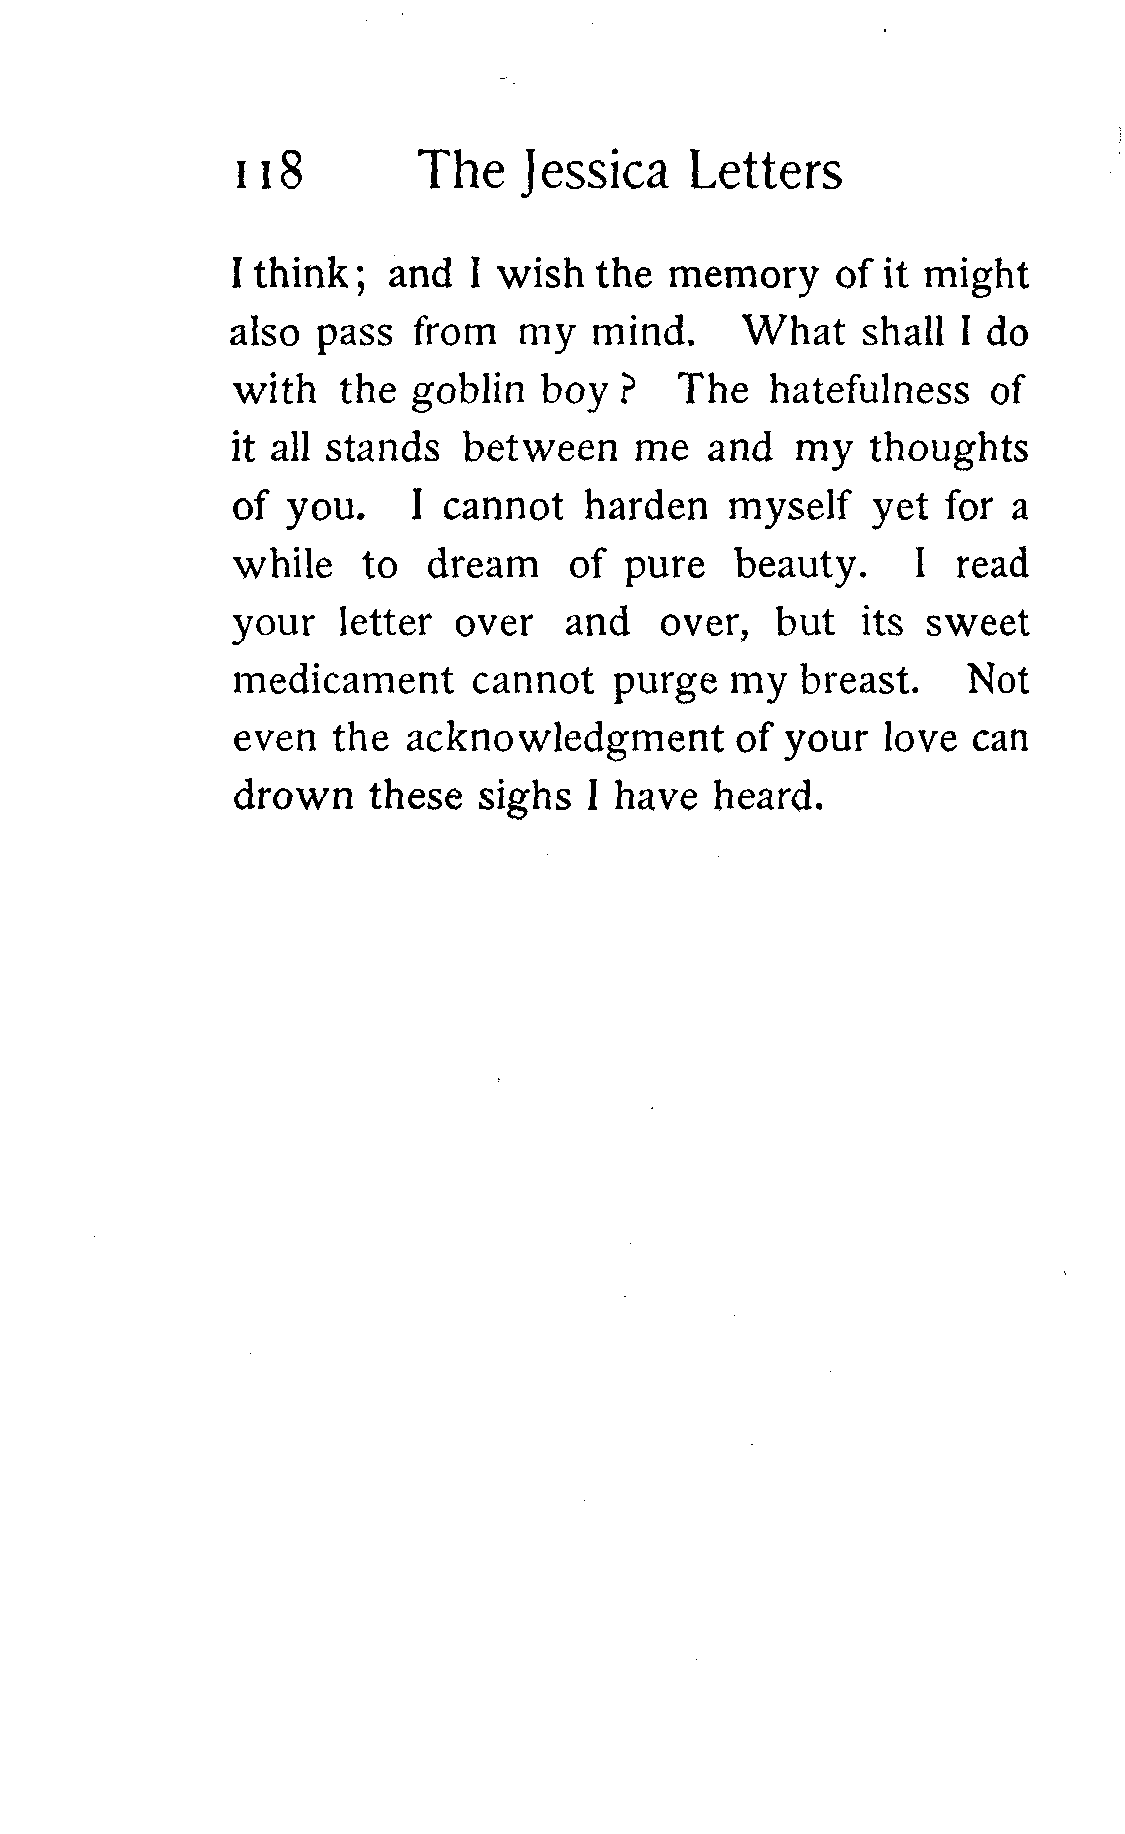 118 The Jessica Letters
I think; and I wish the memory of it might
also pass from my mind. What shall I do
with the goblin boy? The hatefulness of
it all stands between me and my thoughts
of you. I cannot harden myself yet for a
while to dream of pure beauty. I read
your letter over and over, but its sweet
medicament cannot purge my breast. Not
even the acknowledgment of your love can
drown these sighs I have heard.